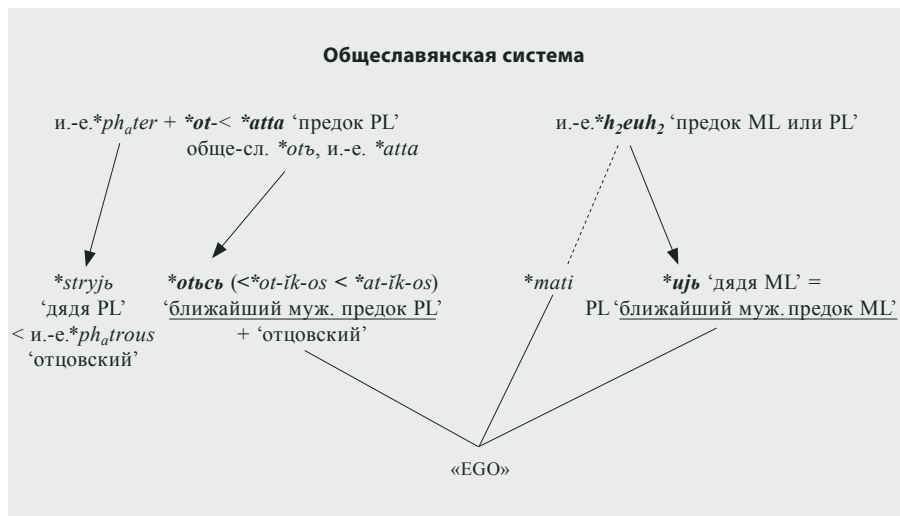 Общеславянская система
и.-е.*phₐter + *ot-< *atta ‘предок PL’
обще-сл. *otъ, и.-е. *atta
и.-е.*h₂euh₂ ‘предок ML или PL’
*stryjь
‘дядя PL’
< и.-е.*phₐtrous
‘отцовский’
*otьcь (<*ot-ĭk-os < *at-ĭk-os)
‘ближайший муж. предок PL’
+ ‘отцовский’
*mati
*ujь ‘дядя ML’ =
PL ‘ближайший муж. предок ML’
«EGO»